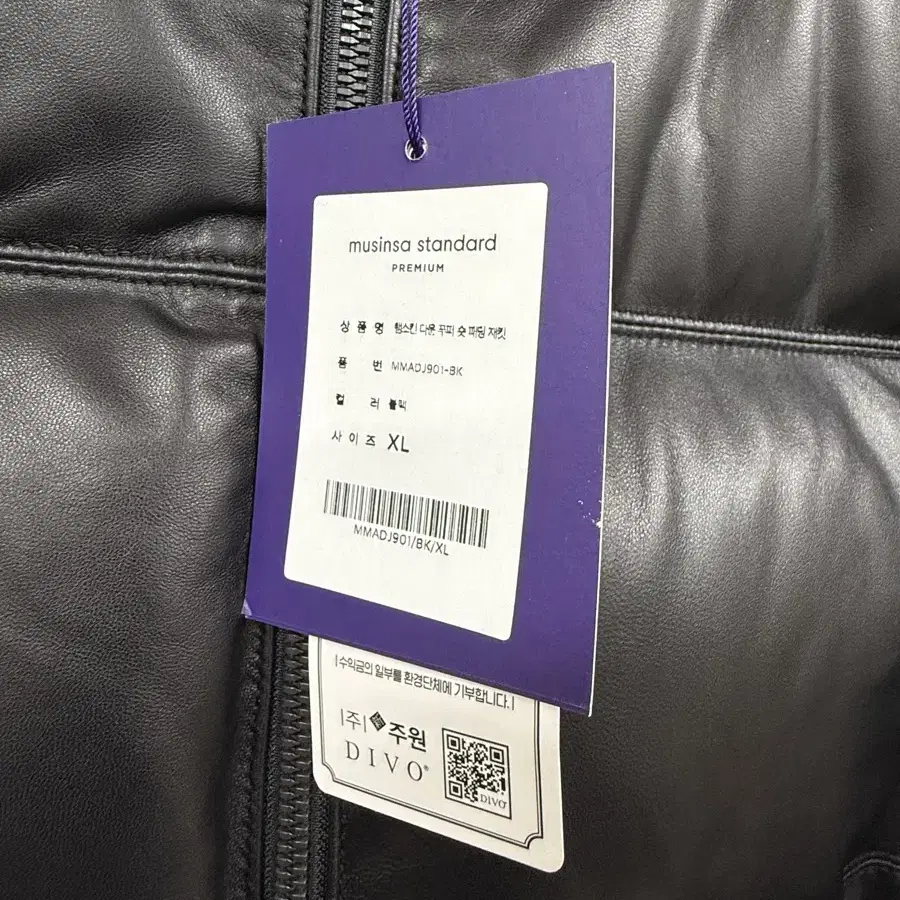 musinsa standard
PREMIUM
상 품 명 램스킨 다운 푸퍼 숏 패딩 재킷
품 번 MMADJ901-BK
컬 러 블랙
사 이 즈 XL
MMADJ901/BK/XL
|수익금의 일부를 환경단체에 기부합니다.|
|주| 주원
DIVO®
DIVO